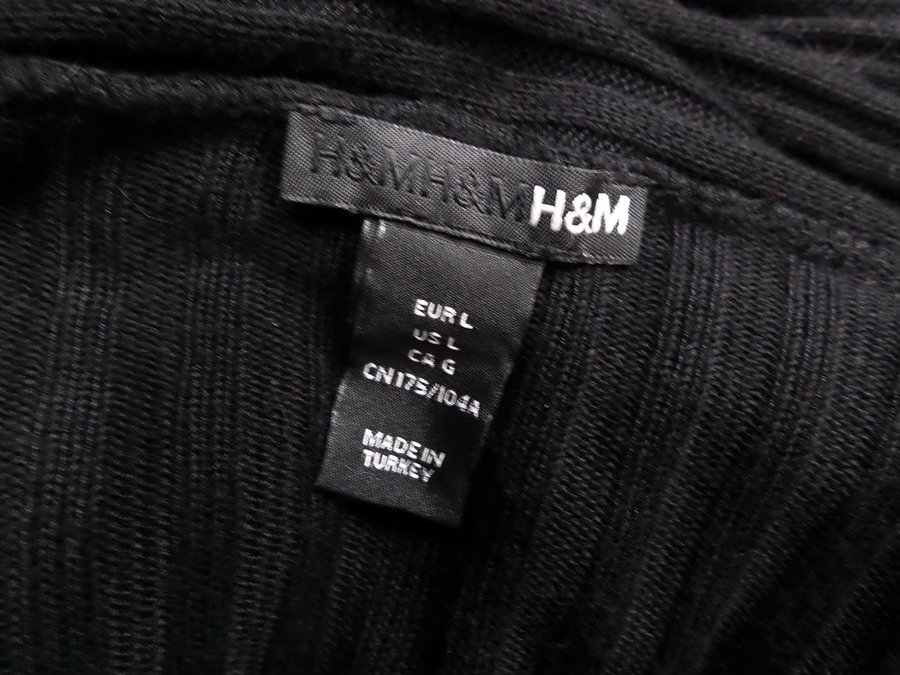 H&MH&MH&M
EUR L
US L
CA G
CN175/104A
MADE IN
TURKEY